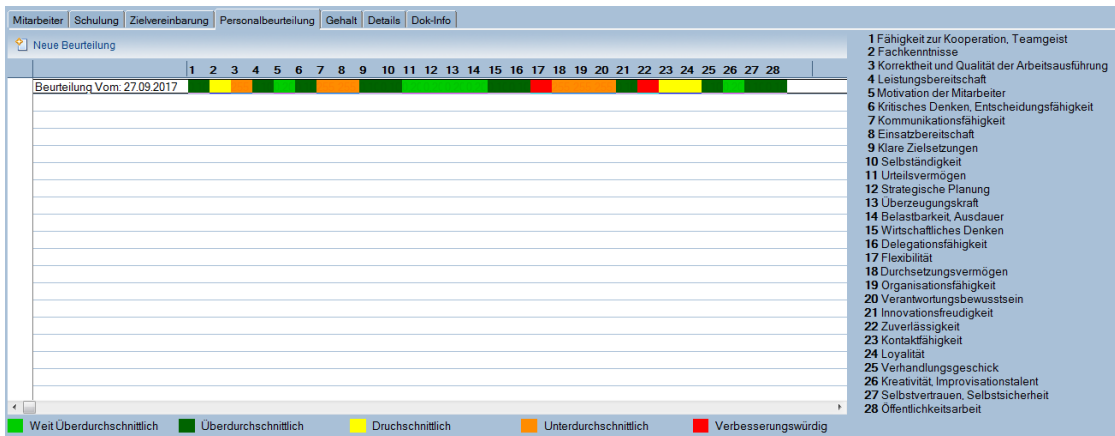 Mitarbeiter Schulung Zielvereinbarung Personalbeurteilung Gehalt Details Dok-Info
Neue Beurteilung
1 2 3 4 5 6 7 8 9 10 11 12 13 14 15 16 17 18 19 20 21 22 23 24 25 26 27 28
Beurteilung Vom: 27.09.2017
1 Fähigkeit zur Kooperation, Teamgeist
2 Fachkenntnisse
3 Korrektheit und Qualität der Arbeitsausführung
4 Leistungsbereitschaft
5 Motivation der Mitarbeiter
6 Kritisches Denken, Entscheidungsfähigkeit
7 Kommunikationsfähigkeit
8 Einsatzbereitschaft
9 Klare Zielsetzungen
10 Selbständigkeit
11 Urteilsvermögen
12 Strategische Planung
13 Überzeugungskraft
14 Belastbarkeit, Ausdauer
15 Wirtschaftliches Denken
16 Delegationsfähigkeit
17 Flexibilität
18 Durchsetzungsvermögen
19 Organisationsfähigkeit
20 Verantwortungsbewusstsein
21 Innovationsfreudigkeit
22 Zuverlässigkeit
23 Kontaktfähigkeit
24 Loyalität
25 Verhandlungsgeschick
26 Kreativität, Improvisationstalent
27 Selbstvertrauen, Selbstsicherheit
28 Öffentlichkeitsarbeit
Weit Überdurchschnittlich Überdurchschnittlich Druchschnittlich Unterdurchschnittlich Verbesserungswürdig